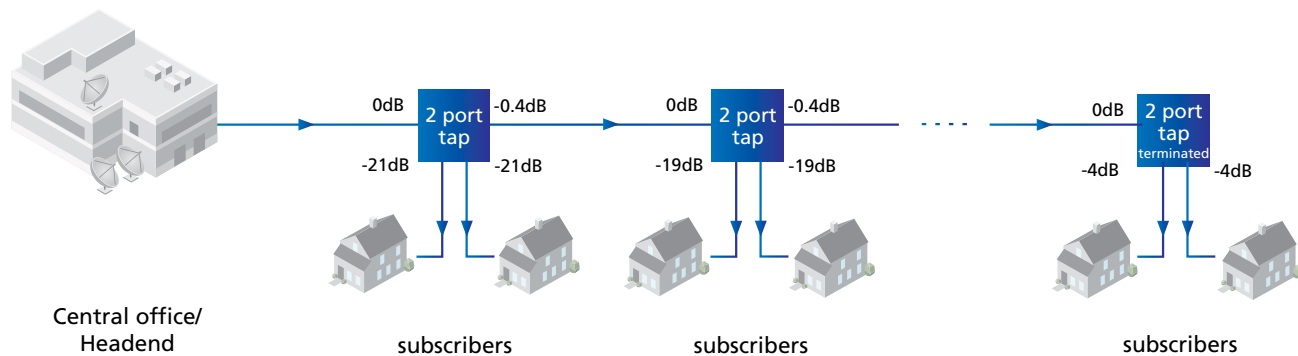 0dB
2 port
tap
-0.4dB
-21dB
-21dB
0dB
2 port
tap
-0.4dB
-19dB
-19dB
0dB
2 port
tap
terminated
-4dB
-4dB
Central office/
Headend
subscribers
subscribers
subscribers